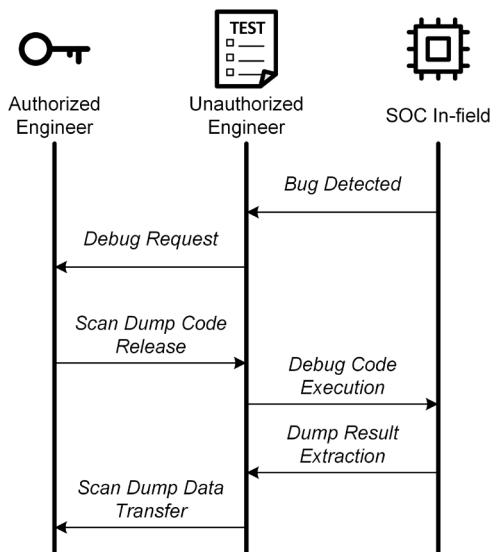 TEST
Authorized
Engineer
Unauthorized
Engineer
SOC In-field
Bug Detected
Debug Request
Scan Dump Code
Release
Debug Code
Execution
Dump Result
Extraction
Scan Dump Data
Transfer